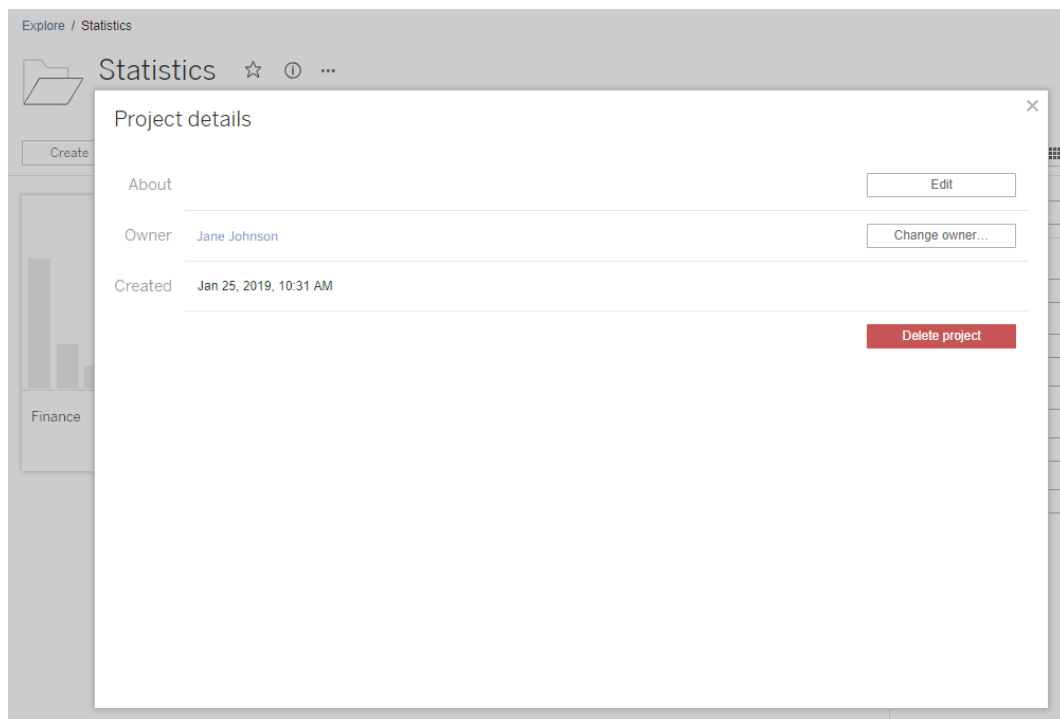 Explore / Statistics
Statistics
Project details
Create
About
Edit
Owner Jane Johnson
Change owner...
Created Jan 25, 2019, 10:31 AM
Delete project
Finance